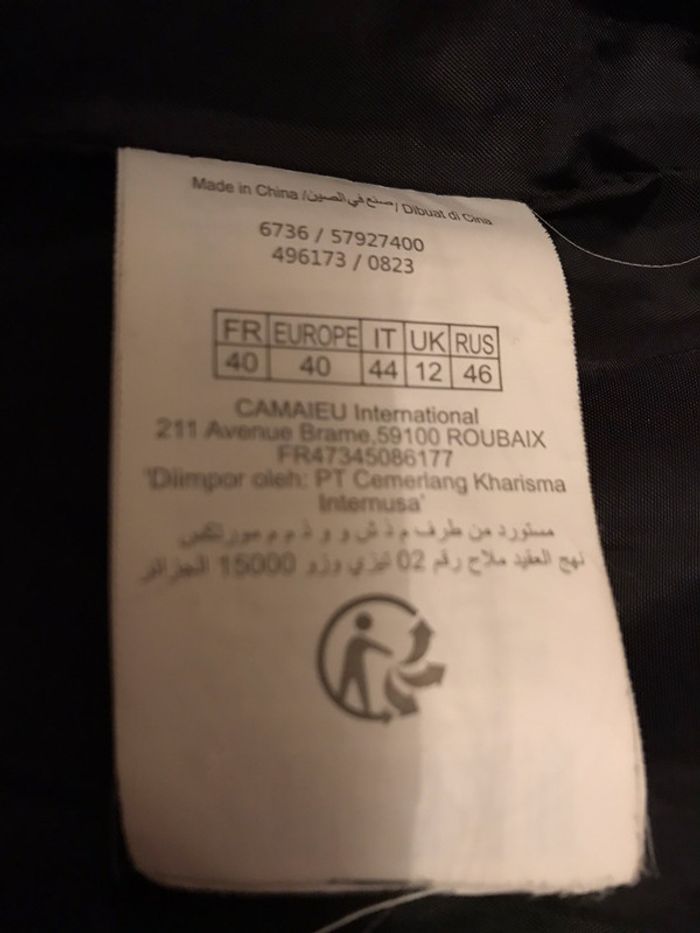 Made in China / صنع في الصين / Dibuat di Cina
6736 / 57927400
496173 / 0823
FR EUROPE IT UK RUS
40 40 44 12 46
CAMAIEU International
211 Avenue Brame,59100 ROUBAIX
FR47345086177
'Diimpor oleh: PT Cemerlang Kharisma
Internusa'
مستورد من طرف م ذ ش و و ذ م م مور تكس
نهج العقيد ملاح رقم 02 تيزي وزو 15000 الجزائر